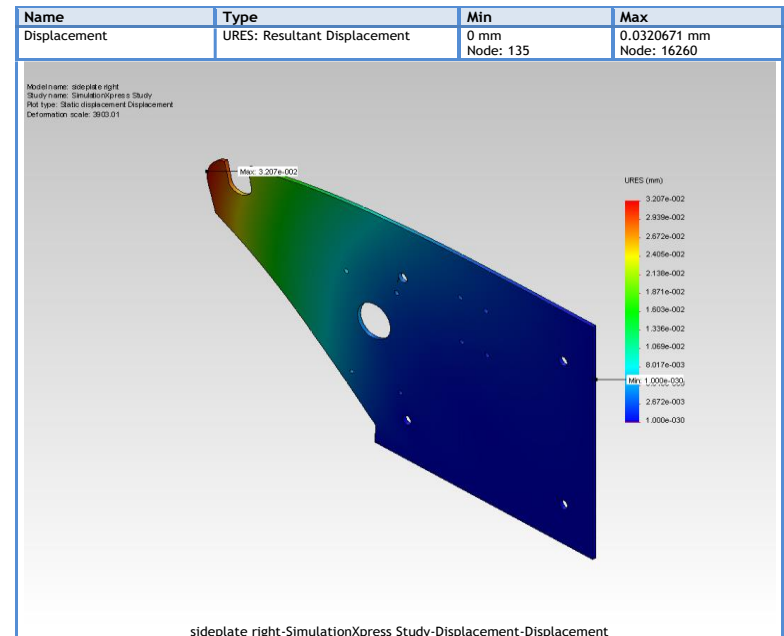 Name Type Min Max
Displacement URES: Resultant Displacement 0 mm 0.0320671 mm
Node: 135 Node: 16260
Model name: sideplate right
Study name: SimulationXpress Study
Plot type: Static displacement Displacement
Deformation scale: 3903.01
Max: 3.207e-002
URES (mm)
3.207e-002
2.939e-002
2.672e-002
2.405e-002
2.138e-002
1.871e-002
1.603e-002
1.336e-002
1.069e-002
8.017e-003
Min: 1.000e-030
2.672e-003
1.000e-030
sideplate right-SimulationXpress Study-Displacement-Displacement